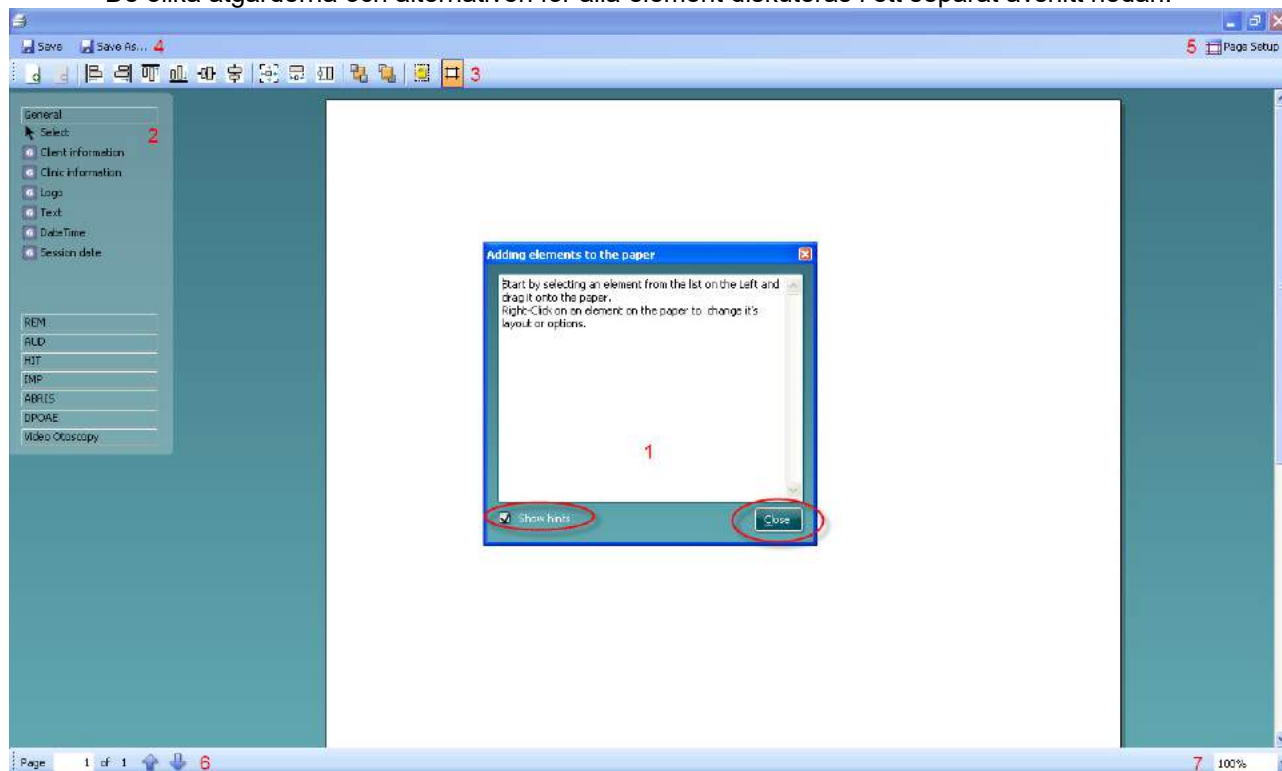 De olika åtgärderna och alternativen för alla element diskuteras i ett separat avsnitt nedan.
Save Save As... 4 5 Page Setup
3
General
Select 2
Client information
Clinic information
Logo
Text
DateTime
Session date
REM
AUD
HIT
IMP
ABRIS
DPOAE
Video Otoscopy
Adding elements to the paper
Start by selecting an element from the list on the Left and
drag it onto the paper.
Right-Click on an element on the paper to change it's
layout or options.
1
Show hints Close
Page 1 of 1 6 7 100%